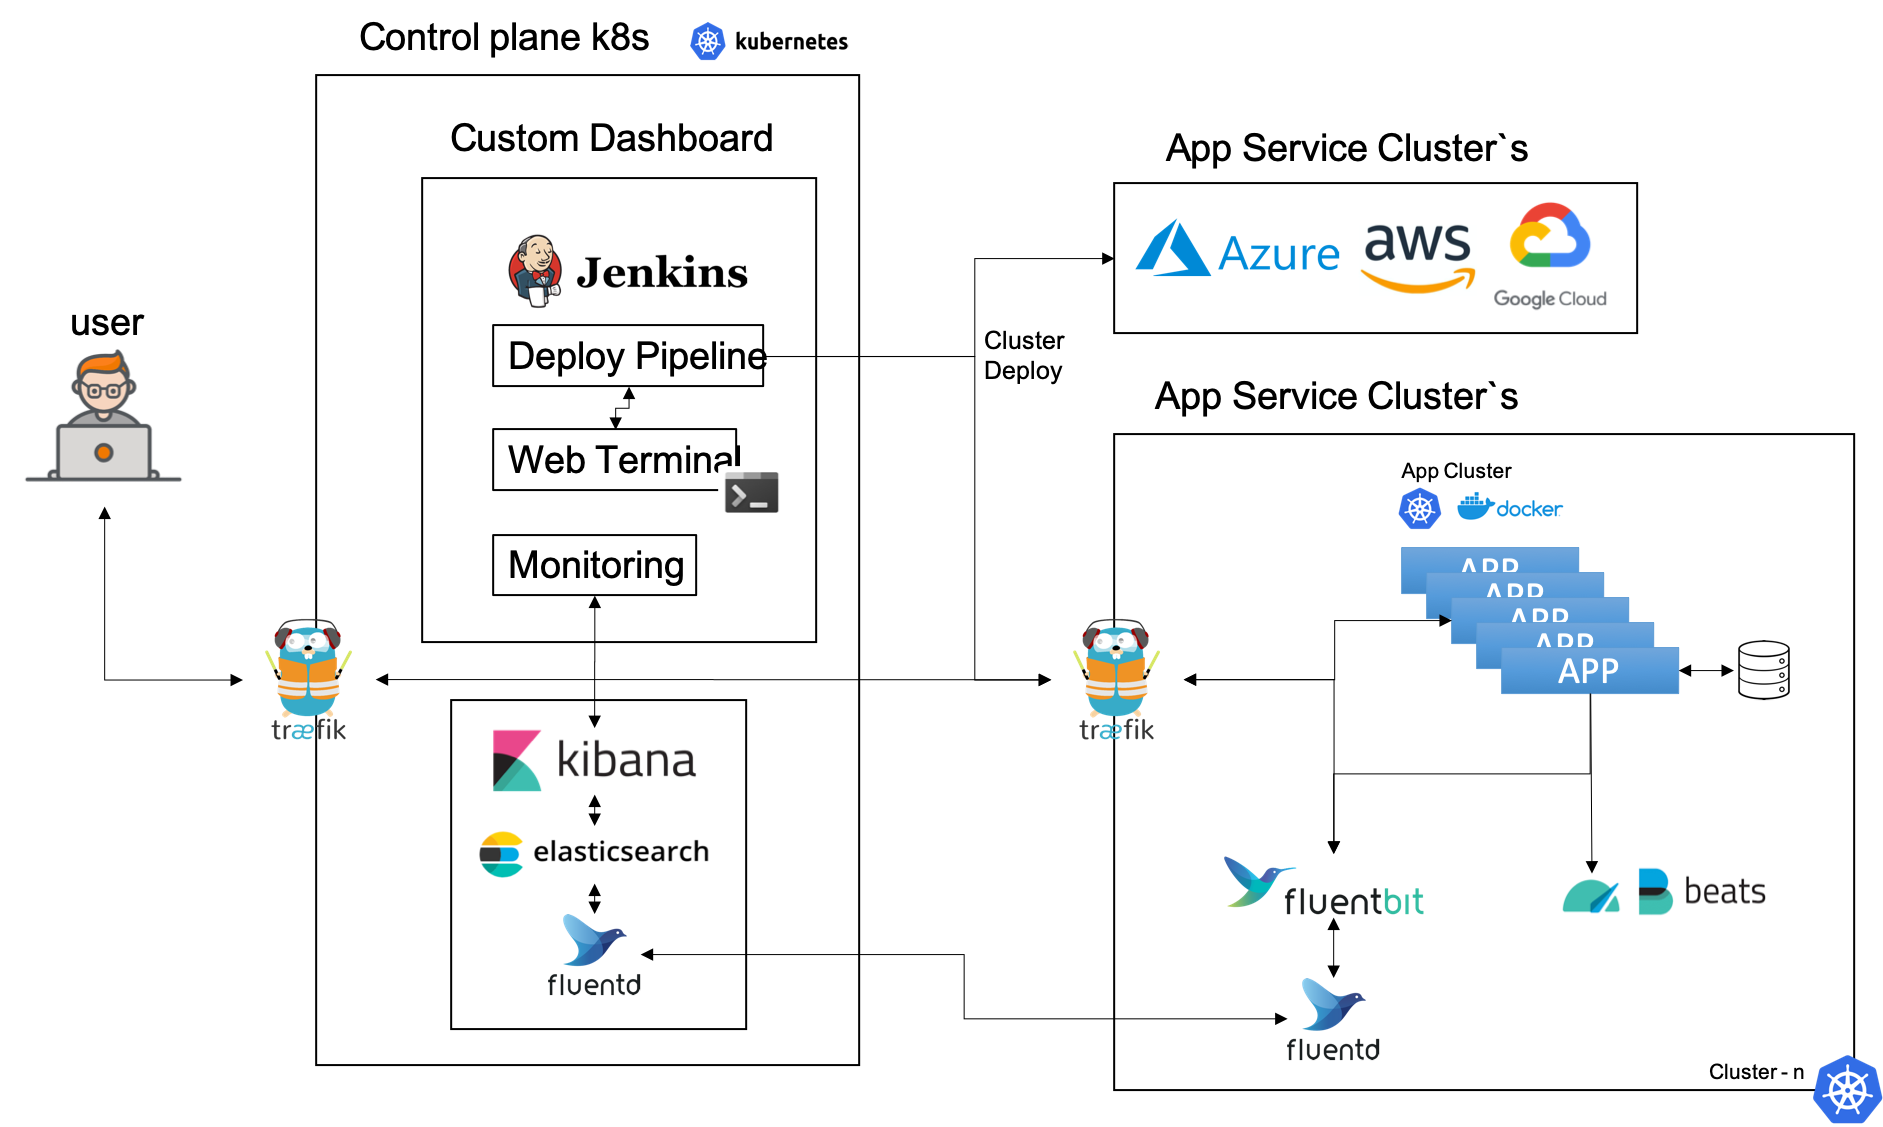 Control plane k8s
kubernetes
Custom Dashboard
Jenkins
Deploy Pipeline
Web Terminal
Monitoring
user
træfik
kibana
elasticsearch
fluentd
Cluster
Deploy
App Service Cluster`s
Azure
aws
Google Cloud
App Service Cluster`s
App Cluster
docker
APP
APP
APP
APP
APP
træfik
fluentbit
beats
fluentd
Cluster - n